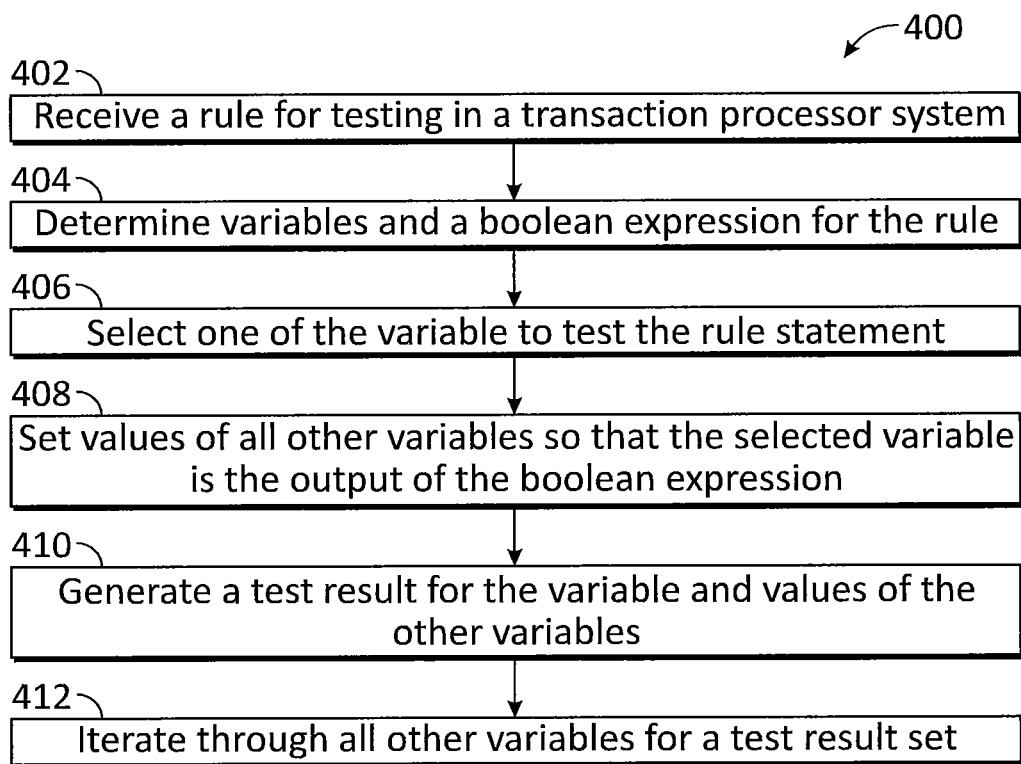 400
402
Receive a rule for testing in a transaction processor system
404
Determine variables and a boolean expression for the rule
406
Select one of the variable to test the rule statement
408
Set values of all other variables so that the selected variable
is the output of the boolean expression
410
Generate a test result for the variable and values of the
other variables
412
Iterate through all other variables for a test result set